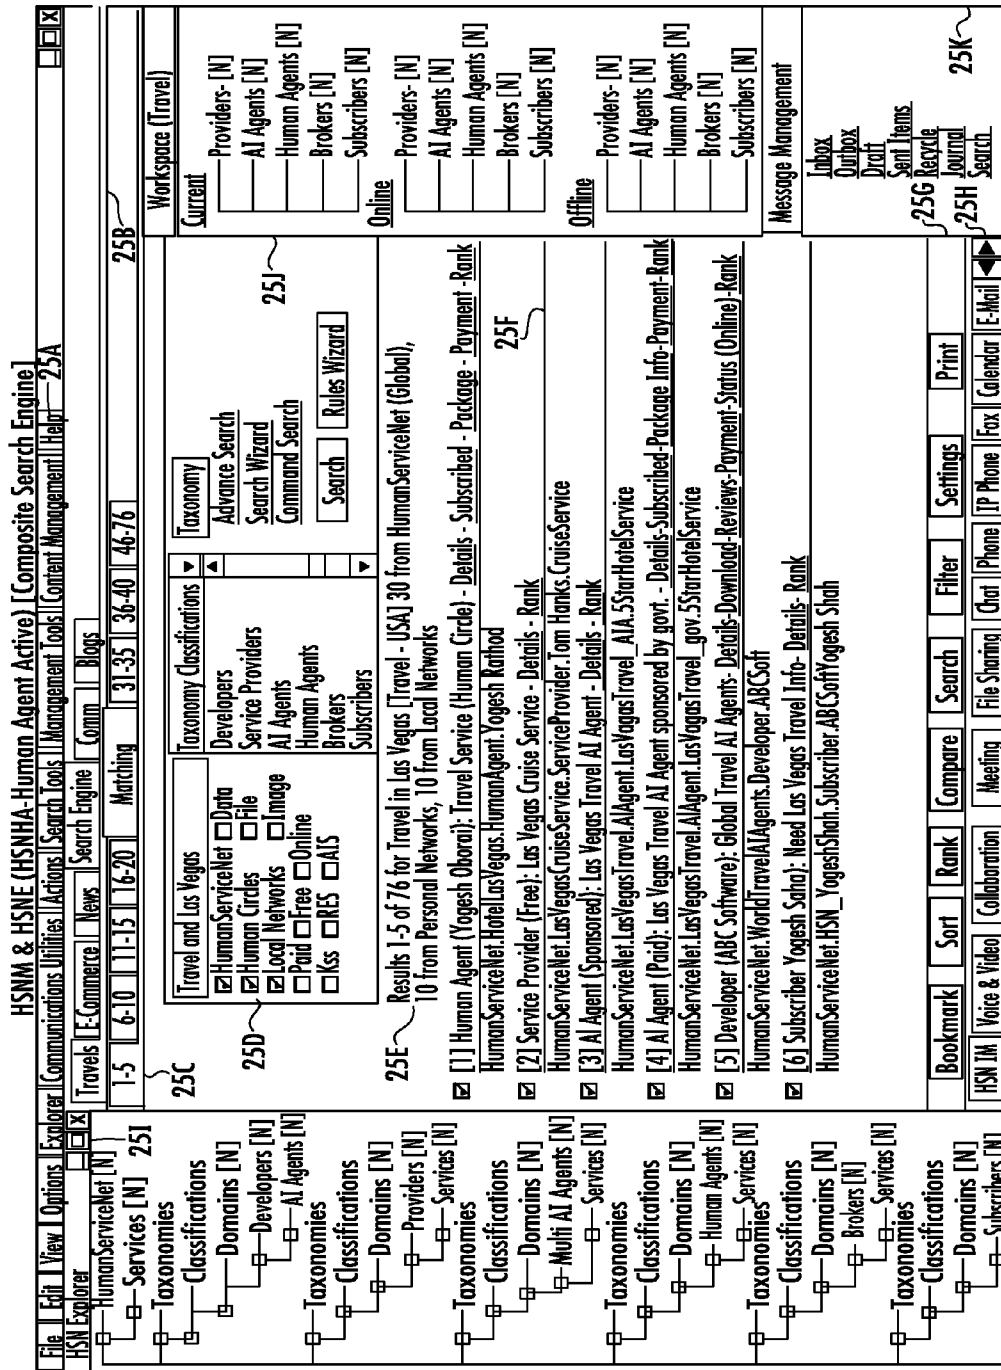 HSNM & HSNE (HSNHA-Human Agent Active) [Composite Search Engine]
File Edit View Options Explorer Communications Utilities Actions Search Tools Management Tools Content Management Help 25A
HSN Explorer
25I
HumanServiceNet [N]
Services [N]
Taxonomies
Classifications
Domains [N]
Developers [N]
AI Agents [N]
Taxonomies
Classifications
Domains [N]
Providers [N]
Services [N]
Taxonomies
Classifications
Domains [N]
Multi AI Agents [N]
Services [N]
Taxonomies
Classifications
Domains [N]
Human Agents [N]
Services [N]
Taxonomies
Classifications
Domains [N]
Brokers [N]
Services [N]
Taxonomies
Classifications
Domains [N]
Subscribers [N]
Travels E-Commerce News Search Engine Comm Blogs
1-5 6-10 11-15 16-20 Matching 31-35 36-40 46-76
25B
25C
Travel and Las Vegas
HumanServiceNet Data
Human Circles File
Local Networks Image
Paid Free Online
Kss RES AIS
25D
Taxonomy Classifications
Developers
Service Providers
AI Agents
Human Agents
Brokers
Subscribers
Taxonomy
Advance Search
Search Wizard
Command Search
Search Rules Wizard
25J
25E
Results 1-5 of 76 for Travel in Las Vegas [Travel - USA] 30 from HumanServiceNet (Global),
10 from Personal Networks, 10 from Local Networks
[1] Human Agent (Yogesh Oborai): Travel Service (Human Circle) - Details - Subscribed - Package - Payment -Rank
HumanServiceNet.HotelLasVegas.HumanAgent.Yogesh Rathod
25F
[2] Service Provider (Free): Las Vegas Cruise Service - Details - Rank
HumanServiceNet.LasVegasCruiseService.ServiceProvider.Tom Hanks.CruiseService
[3] AI Agent (Sponsored): Las Vegas Travel AI Agent - Details - Rank
HumanServiceNet.LasVegasTravel.AIAgent.LasVagasTravel_AIA.5StarHotelService
[4] AI Agent (Paid): Las Vegas Travel AI Agent sponsored by govt. - Details-Subscribed-Package Info-Payment-Rank
HumanServiceNet.LasVegasTravel.AIAgent.LasVagasTravel_gov.5StarHotelService
[5] Developer (ABC Software): Global Travel AI Agents- Details-Download-Reviews-Payment-Status (Online)-Rank
HumanServiceNet.WorldTravelAIAgents.Developer.ABCSoft
[6] Subscriber Yogesh Saha): Need Las Vegas Travel Info- Details- Rank
HumanServiceNet.HSN_YogeshShah.Subscriber.ABCSoftYogesh Shah
Bookmark Sort Rank Compare Search Filter Settings Print
25G
HSN IM Voice & Video Collaboration Meeting File Sharing Chat Phone IP Phone Fax Calendar E-Mail
25H
Workspace (Travel)
Current
Providers- [N]
AI Agents [N]
Human Agents [N]
Brokers [N]
Subscribers [N]
Online
Providers- [N]
AI Agents [N]
Human Agents [N]
Brokers [N]
Subscribers [N]
Offline
Providers- [N]
AI Agents [N]
Human Agents [N]
Brokers [N]
Subscribers [N]
Message Management
Inbox
Outbox
Draft
Sent Items
Recycle
Journal
Search
25K